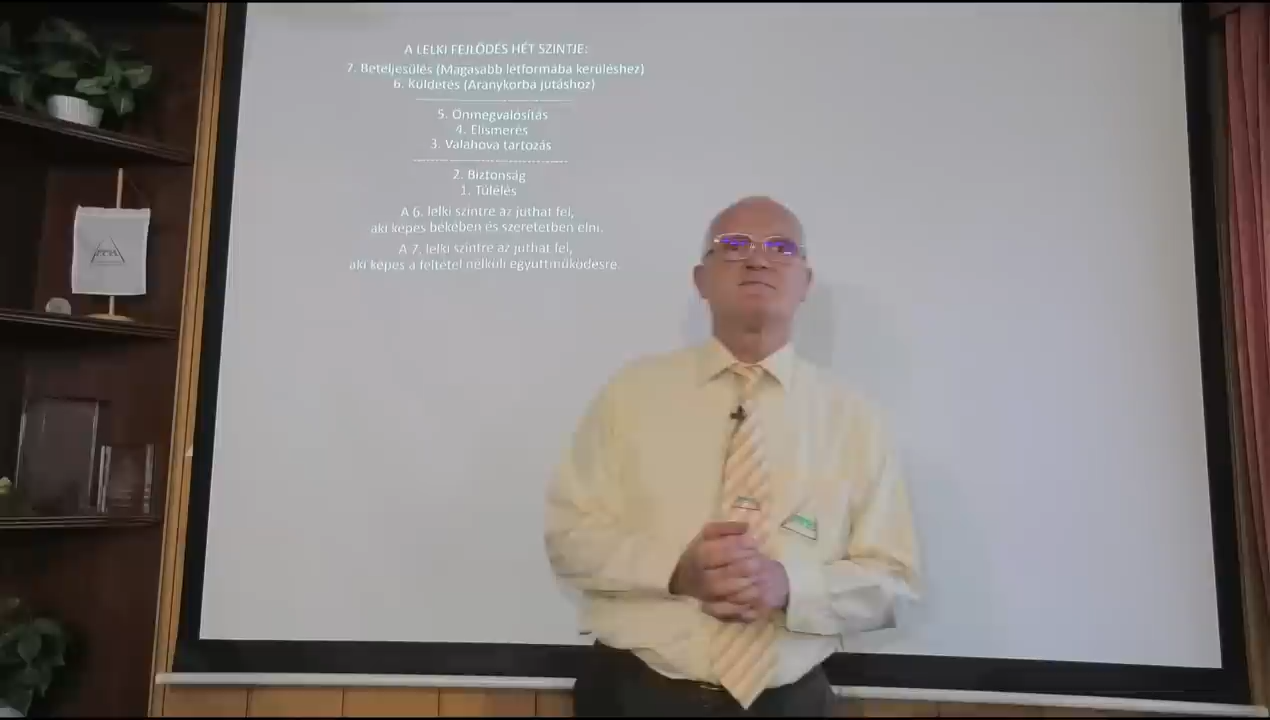 A LELKI FEJLŐDÉS HÉT SZINTJE:
7. Beteljesülés (Magasabb létformába kerüléshez)
6. Küldetés (Aranykorba jutáshoz)
5. Önmegvalósítás
4. Elismerés
3. Valahova tartozás
2. Biztonság
1. Túlélés
A 6. lelki szintre az juthat fel,
aki képes békében és szeretetben élni.
A 7. lelki szintre az juthat fel,
aki képes a feltétel nélküli együttműködésre.